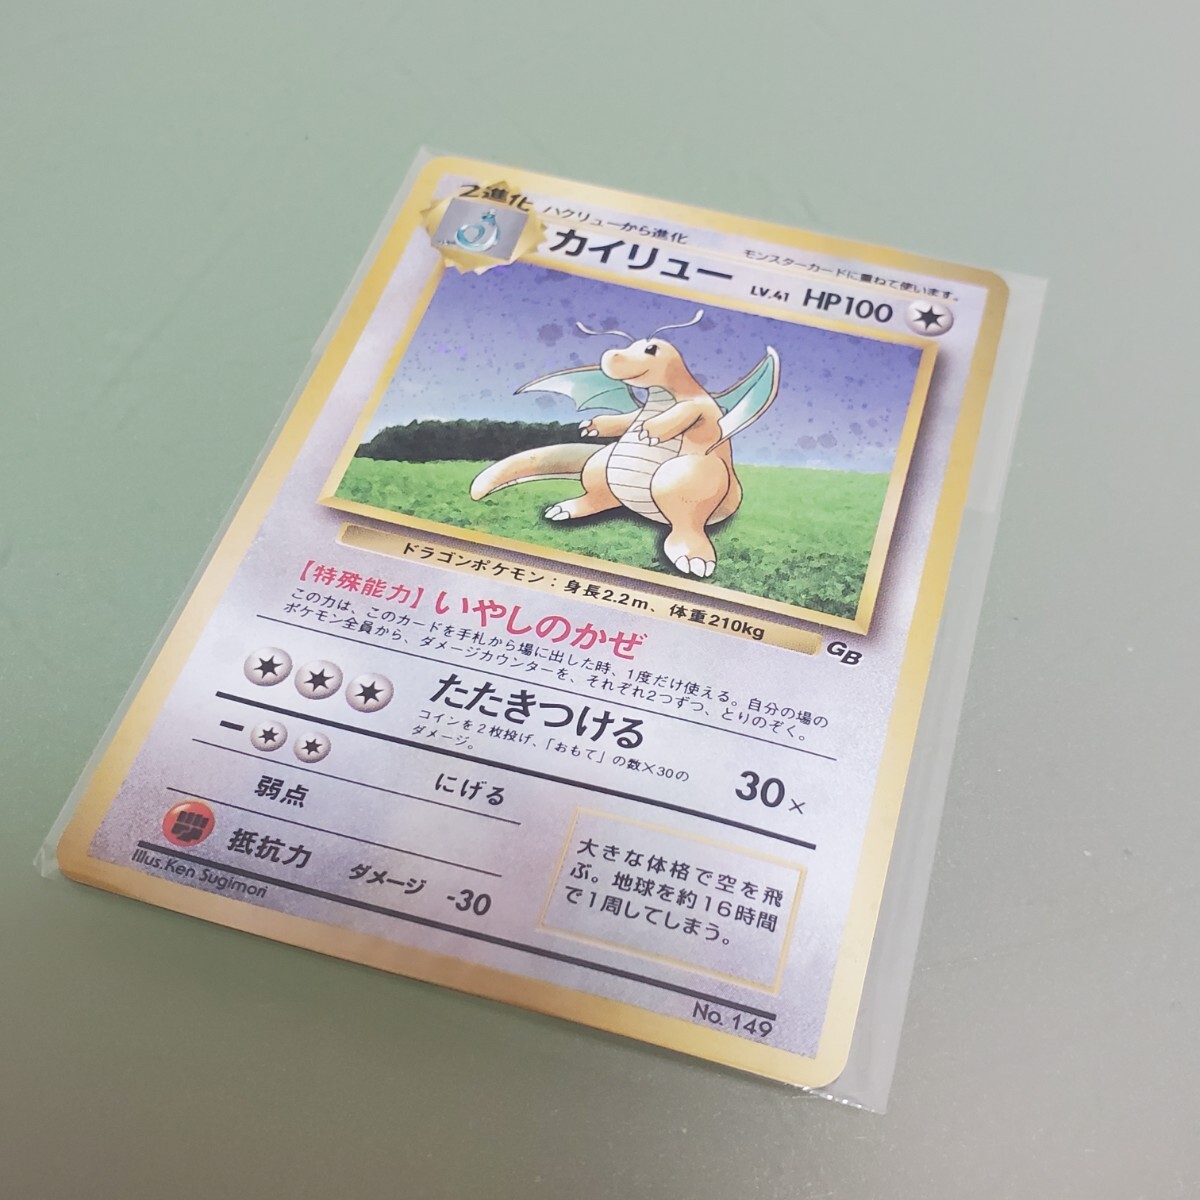 2進化
ハクリューから進化
モンスターカードに重ねて使います。
カイリュー
LV.41 HP100
ドラゴンポケモン：身長2.2m、体重210kg
GB
【特殊能力】いやしのかぜ
この力は、このカードを手札から場に出した時、1度だけ使える。自分の場の
ポケモン全員から、ダメージカウンターを、それぞれ2つずつ、とりのぞく。
たたきつける
コインを2枚投げ、「おもて」の数×30の
ダメージ。
30×
にげる
弱点
抵抗力 ダメージ -30
大きな体格で空を飛
ぶ。地球を約16時間
で1周してしまう。
Illus.Ken Sugimori
No. 149